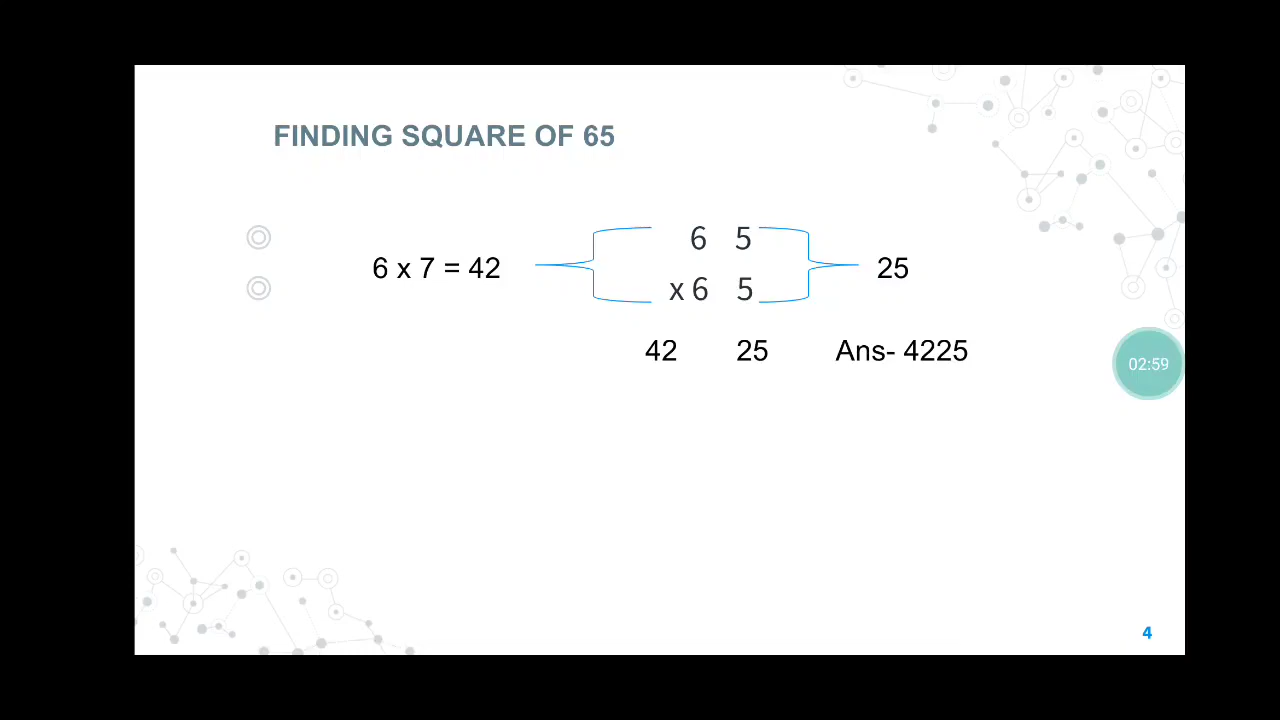 FINDING SQUARE OF 65
6 5
6 x 7 = 42
25
x 6 5
42 25 Ans- 4225
02:59
4